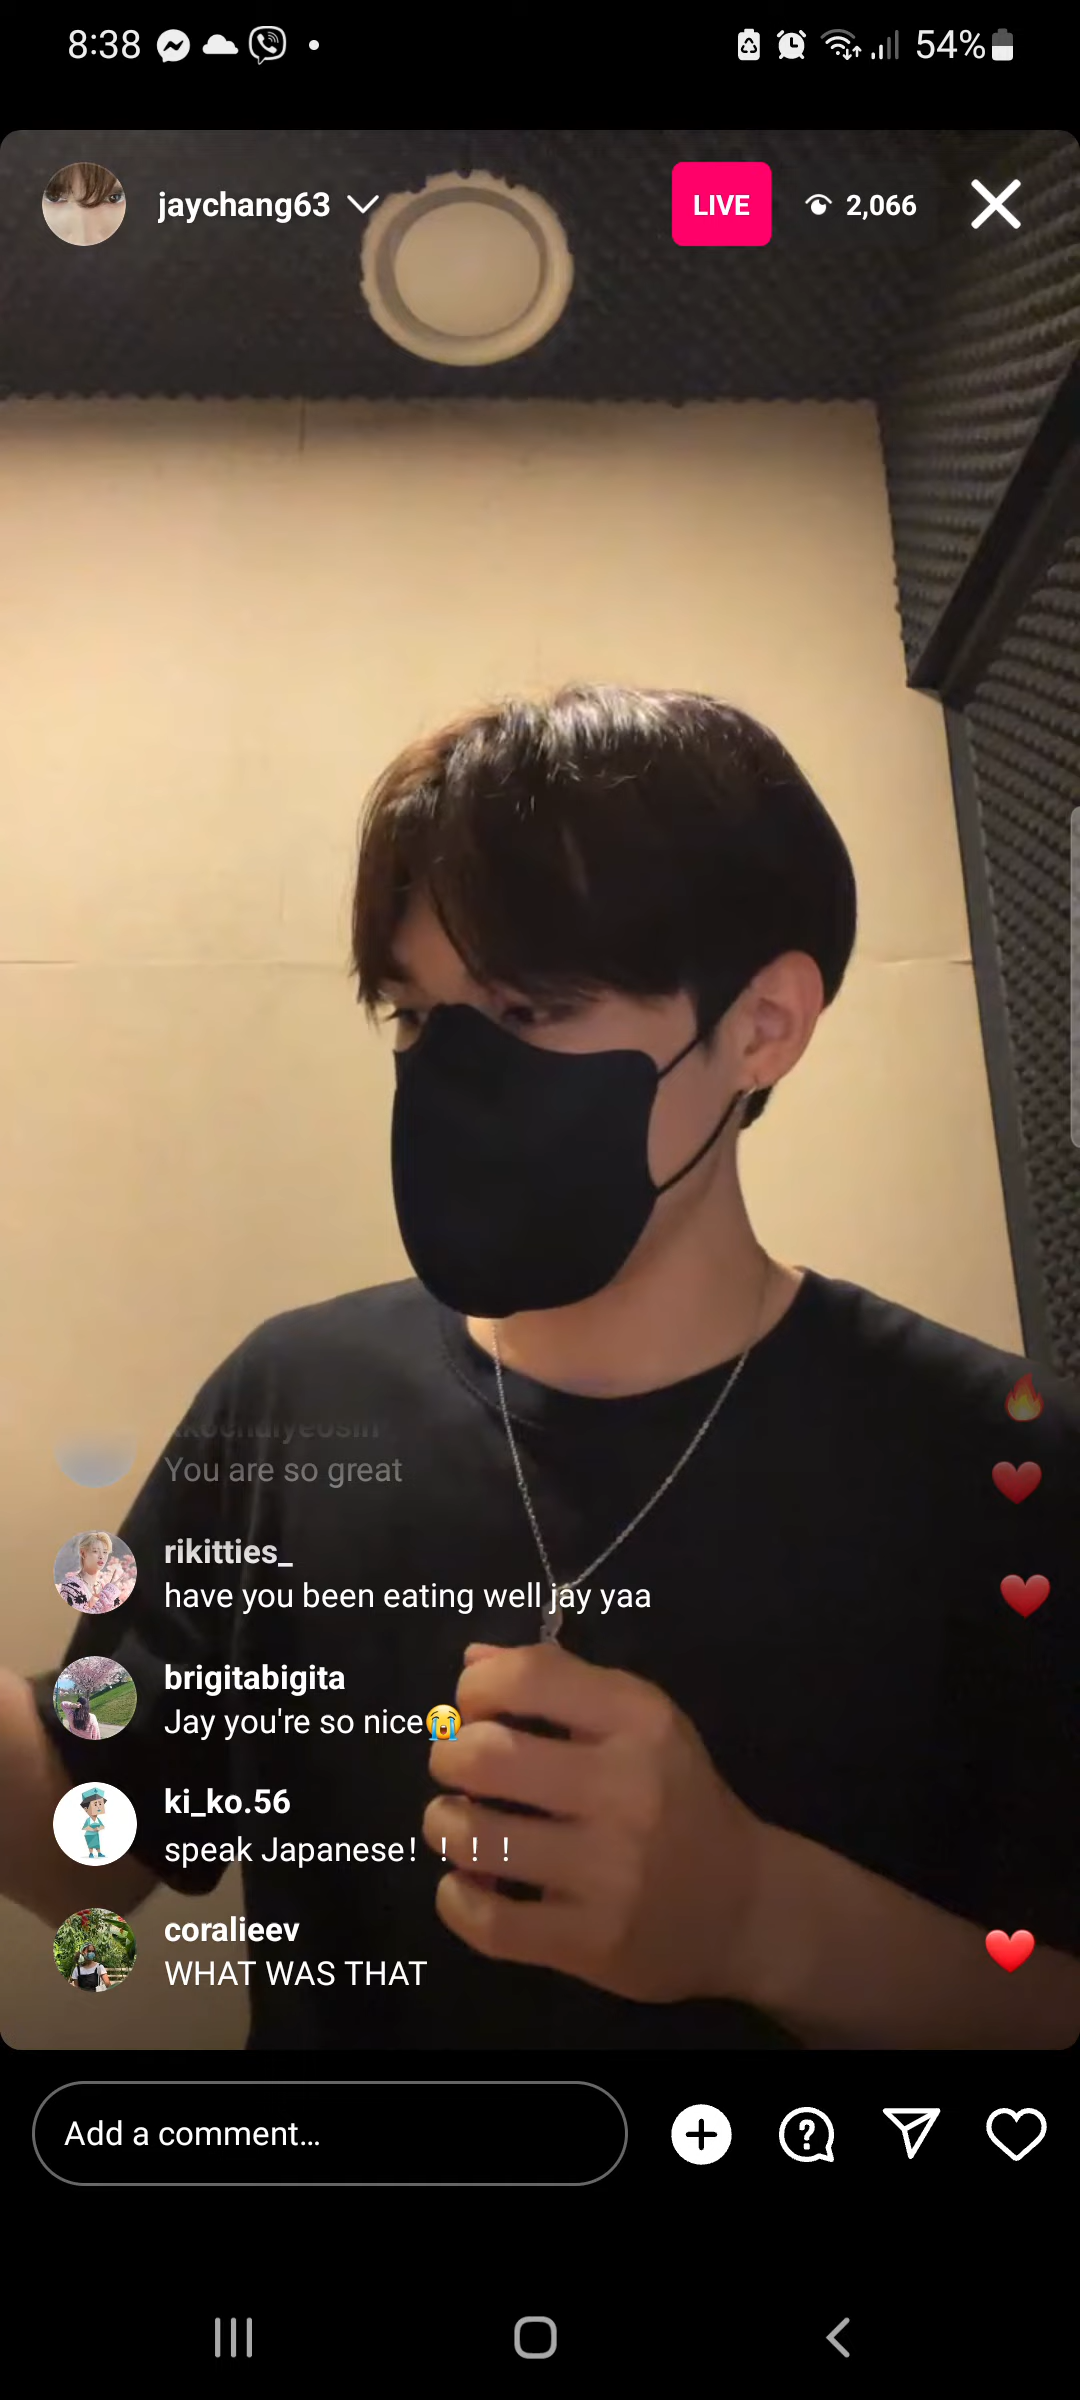 8:38
54%
jaychang63
LIVE
2,066
You are so great
rikitties_
have you been eating well jay yaa
brigitabigita
Jay you're so nice😭
ki_ko.56
speak Japanese！！！！
coralieev
WHAT WAS THAT
Add a comment…